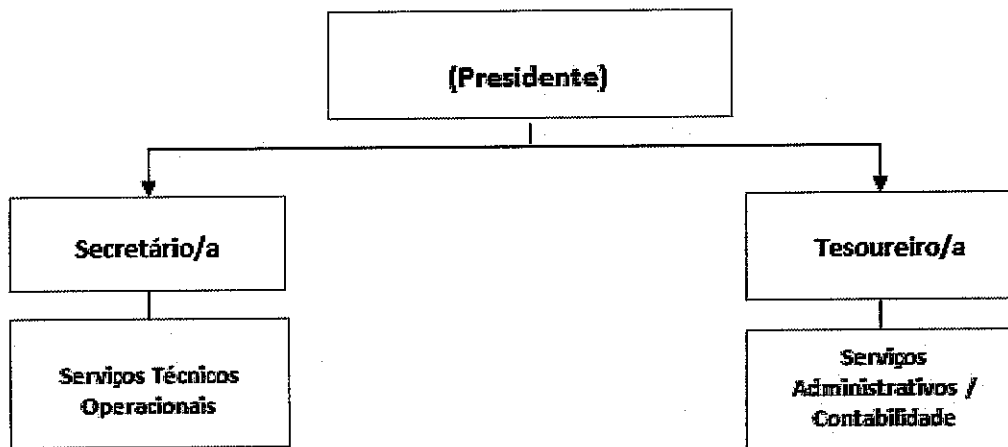 (Presidente)
Secretário/a
Tesoureiro/a
Serviços Técnicos
Operacionais
Serviços
Administrativos /
Contabilidade